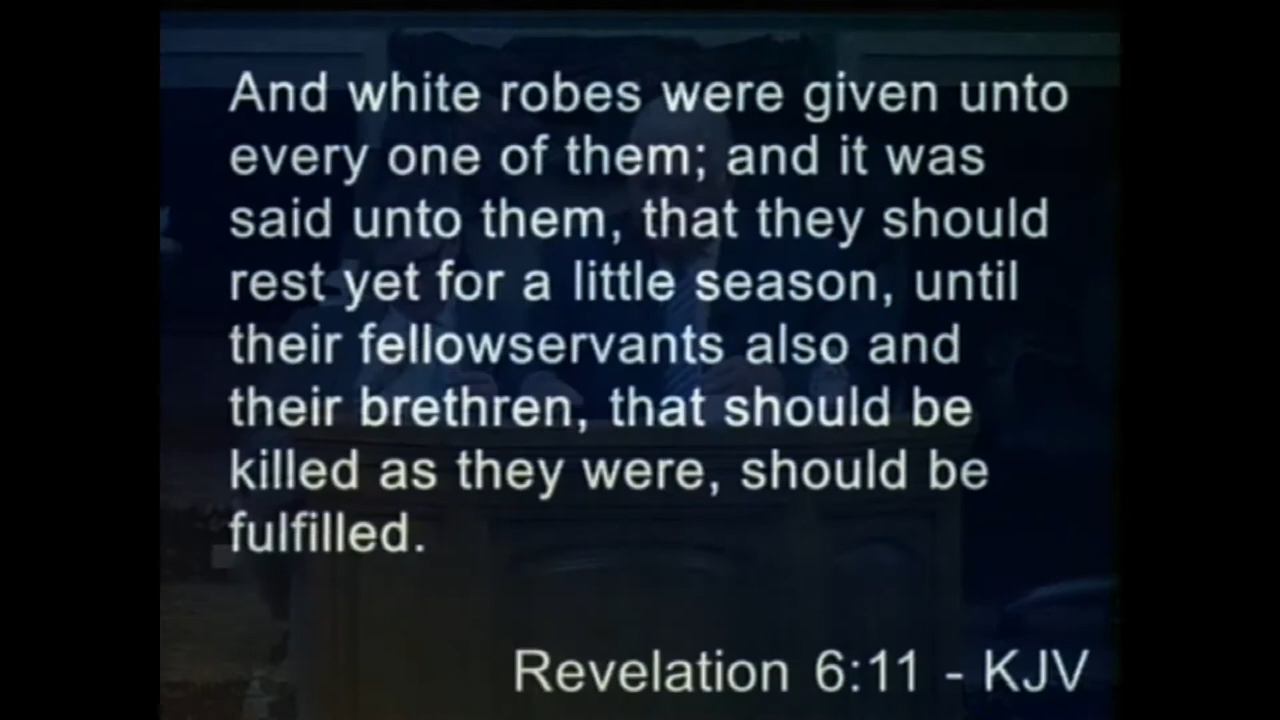 And white robes were given unto
every one of them; and it was
said unto them, that they should
rest yet for a little season, until
their fellowservants also and
their brethren, that should be
killed as they were, should be
fulfilled.
Revelation 6:11 - KJV